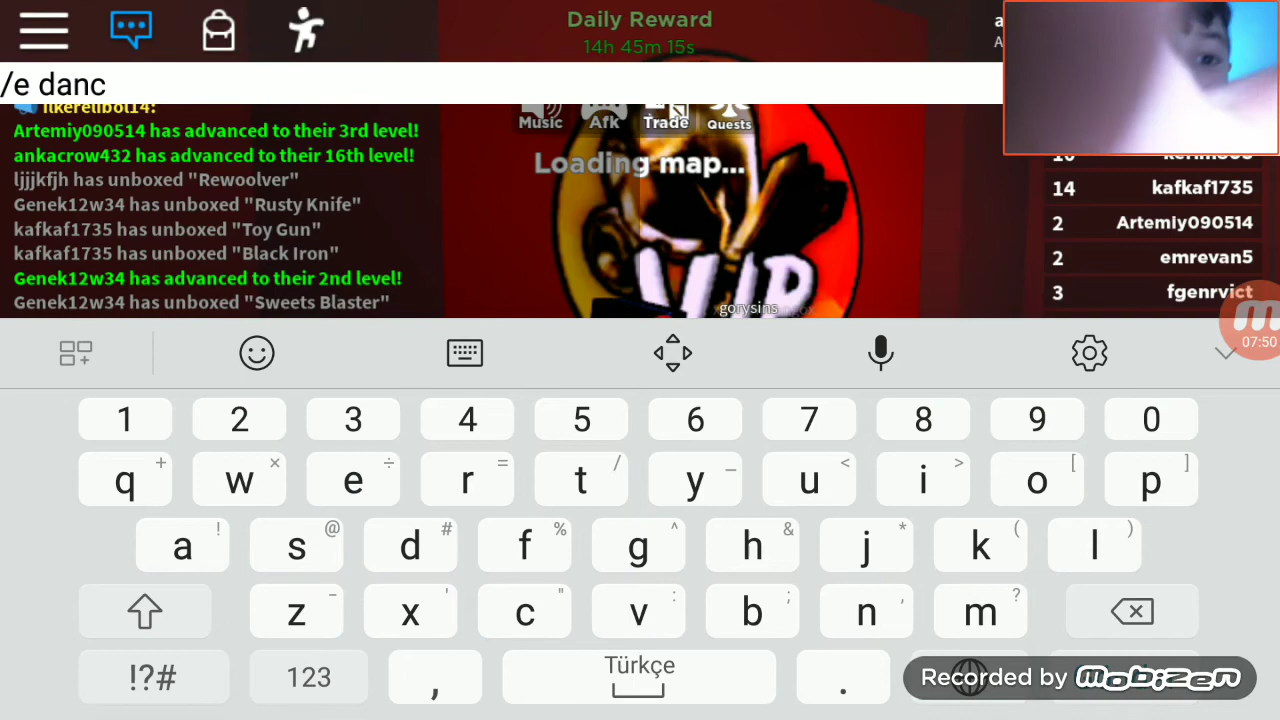 Daily Reward
14h 45m 15s
/e danc
ilkerelibol14:
Artemiy090514 has advanced to their 3rd level!
ankacrow432 has advanced to their 16th level!
ljjjkfjh has unboxed "Rewoolver"
Genek12w34 has unboxed "Rusty Knife"
kafkaf1735 has unboxed "Toy Gun"
kafkaf1735 has unboxed "Black Iron"
Genek12w34 has advanced to their 2nd level!
Genek12w34 has unboxed "Sweets Blaster"
Music Afk Trade Quests
Loading map...
VIP
gorysins
14 kafkaf1735
2 Artemiy090514
2 emrevan5
3 fgenrvict
07:50
1 2 3 4 5 6 7 8 9 0
q + w × e ÷ r = t / y _ u < i > o [ p ]
a ! s @ d # f % g ^ h & j * k ( l )
z - x ' c " v : b ; n , m ?
!?# 123 , Türkçe .
Recorded by mobizen